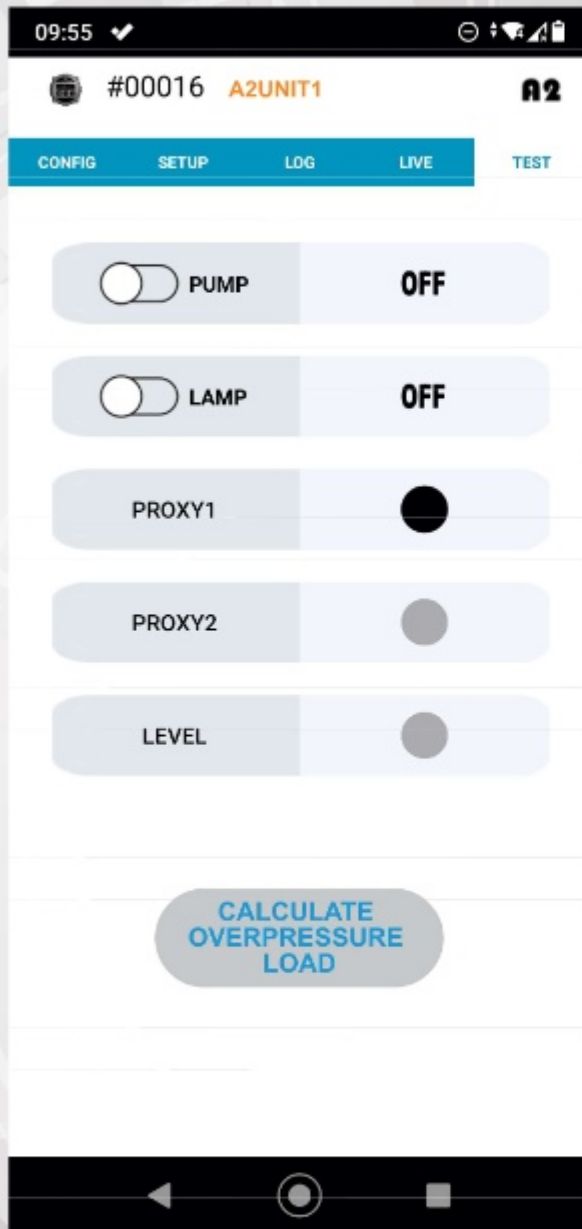 09:55
#00016 A2UNIT1 A2
CONFIG SETUP LOG LIVE TEST
PUMP OFF
LAMP OFF
PROXY1
PROXY2
LEVEL
CALCULATE
OVERPRESSURE
LOAD